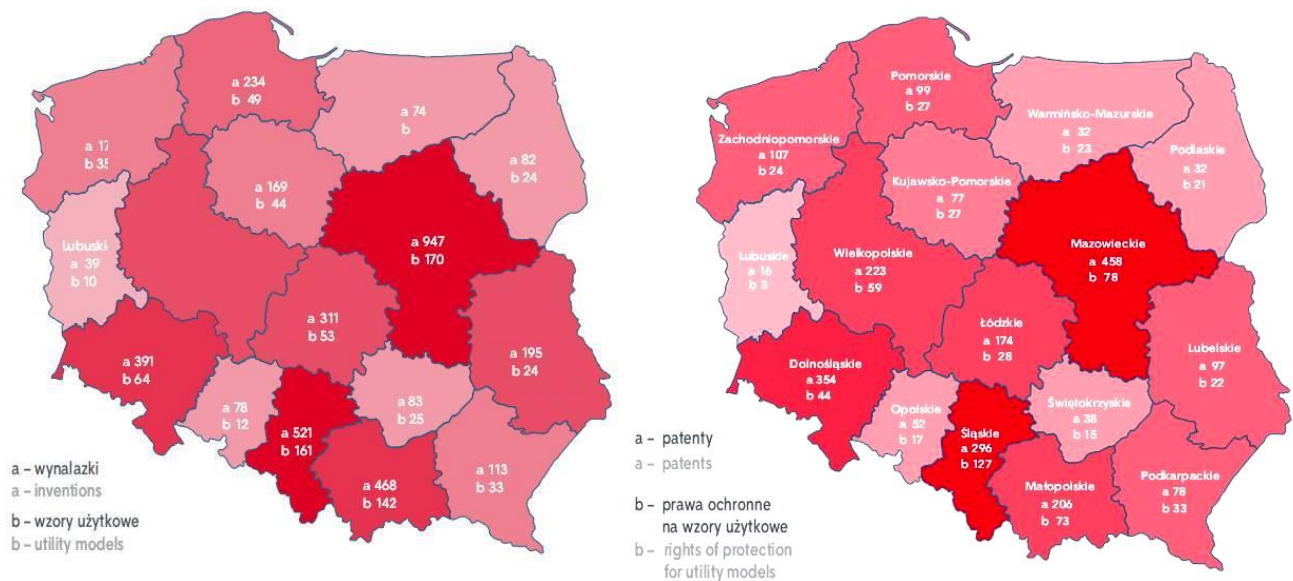 a 234
b 49
a 74
b
a 17
b 35
a 82
b 24
a 169
b 44
a 947
b 170
Lubuski
a 39
b 10
a 311
b 53
a 195
b 24
a 391
b 64
a 78
b 12
a 83
b 25
a 521
b 161
a 468
b 142
a 113
b 33
a – wynalazki
a – inventions
b – wzory użytkowe
b – utility models
Pomorskie
a 99
b 27
Warmińsko-Mazurskie
a 32
b 23
Zachodniopomorskie
a 107
b 24
Podlaskie
a 32
b 21
Kujawsko-Pomorskie
a 77
b 27
Mazowieckie
a 458
b 78
Lubuskie
a 16
b 3
Wielkopolskie
a 223
b 59
Łódzkie
a 174
b 28
Lubelskie
a 97
b 22
Dolnośląskie
a 354
b 44
Opolskie
a 52
b 17
Śląskie
a 296
b 127
Świętokrzyskie
a 38
b 15
Małopolskie
a 206
b 73
Podkarpackie
a 78
b 33
a – patenty
a – patents
b – prawa ochronne
na wzory użytkowe
b – rights of protection
for utility models